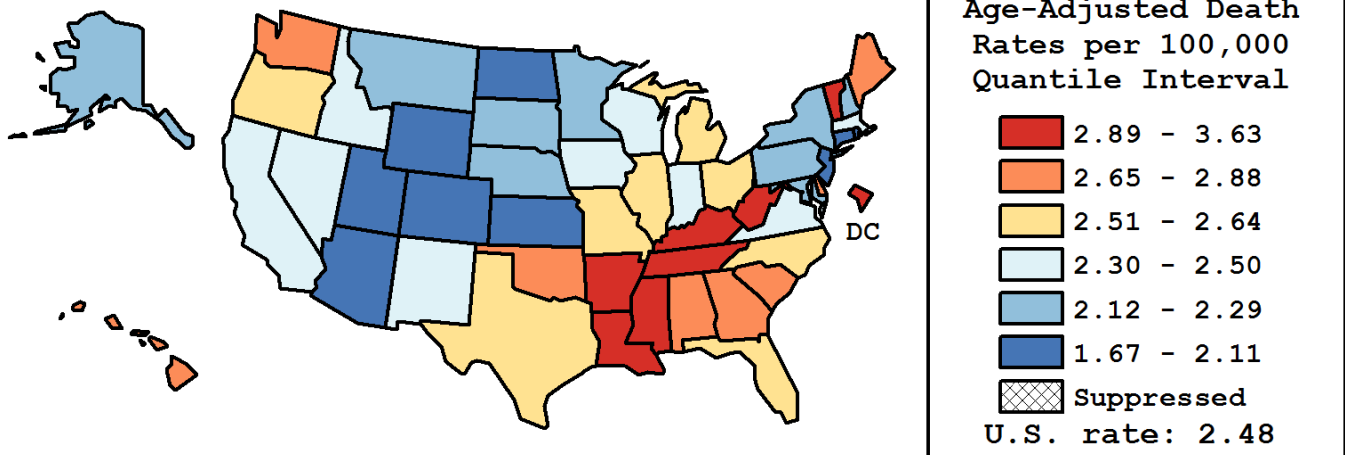 Age-Adjusted Death
Rates per 100,000
Quantile Interval
2.89 - 3.63
2.65 - 2.88
2.51 - 2.64
2.30 - 2.50
2.12 - 2.29
1.67 - 2.11
Suppressed
U.S. rate: 2.48
DC